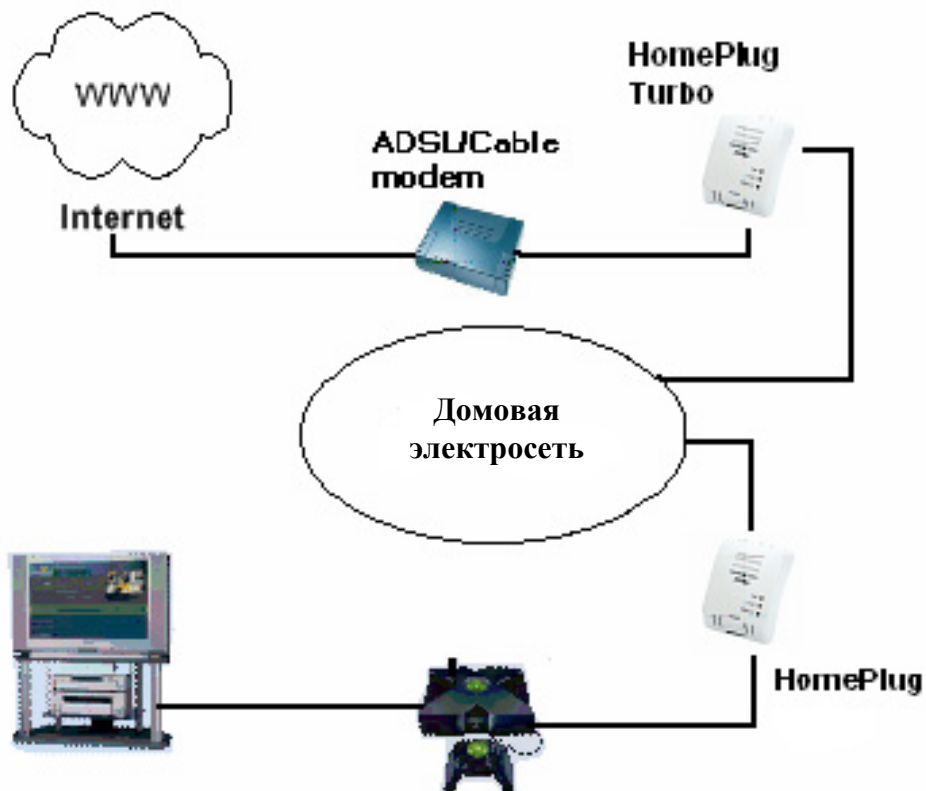 WWW
Internet
ADSL/Cable
modem
HomePlug
Turbo
Домовая
электросеть
HomePlug